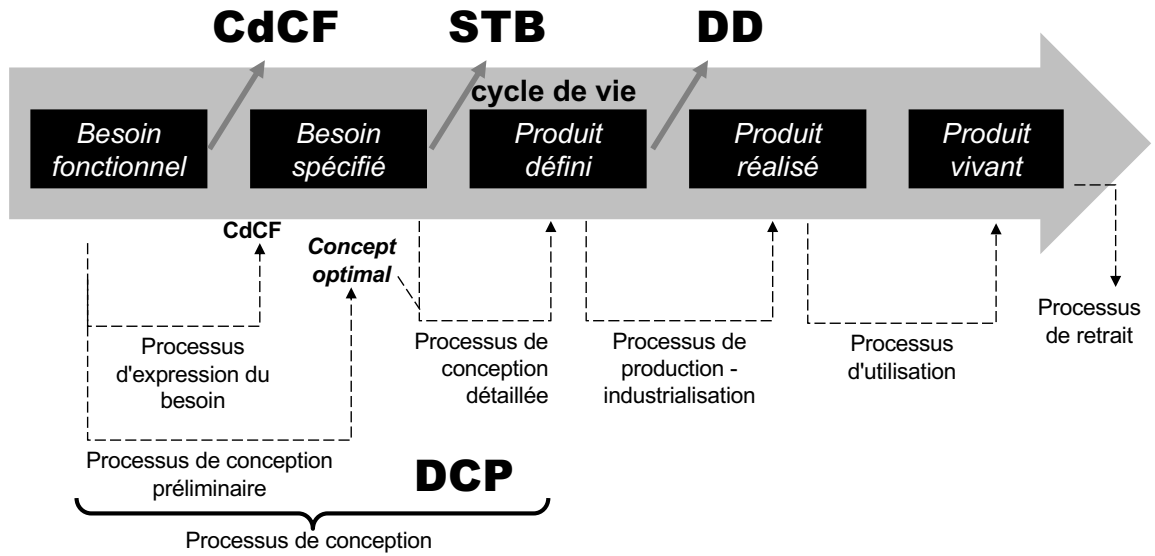 CdCF
STB
DD
cycle de vie
Besoin
fonctionnel
Besoin
spécifié
Produit
défini
Produit
réalisé
Produit
vivant
CdCF
Concept
optimal
Processus
d'expression du
besoin
Processus de
conception
détaillée
Processus de
production -
industrialisation
Processus
d'utilisation
Processus
de retrait
Processus de conception
préliminaire
DCP
Processus de conception